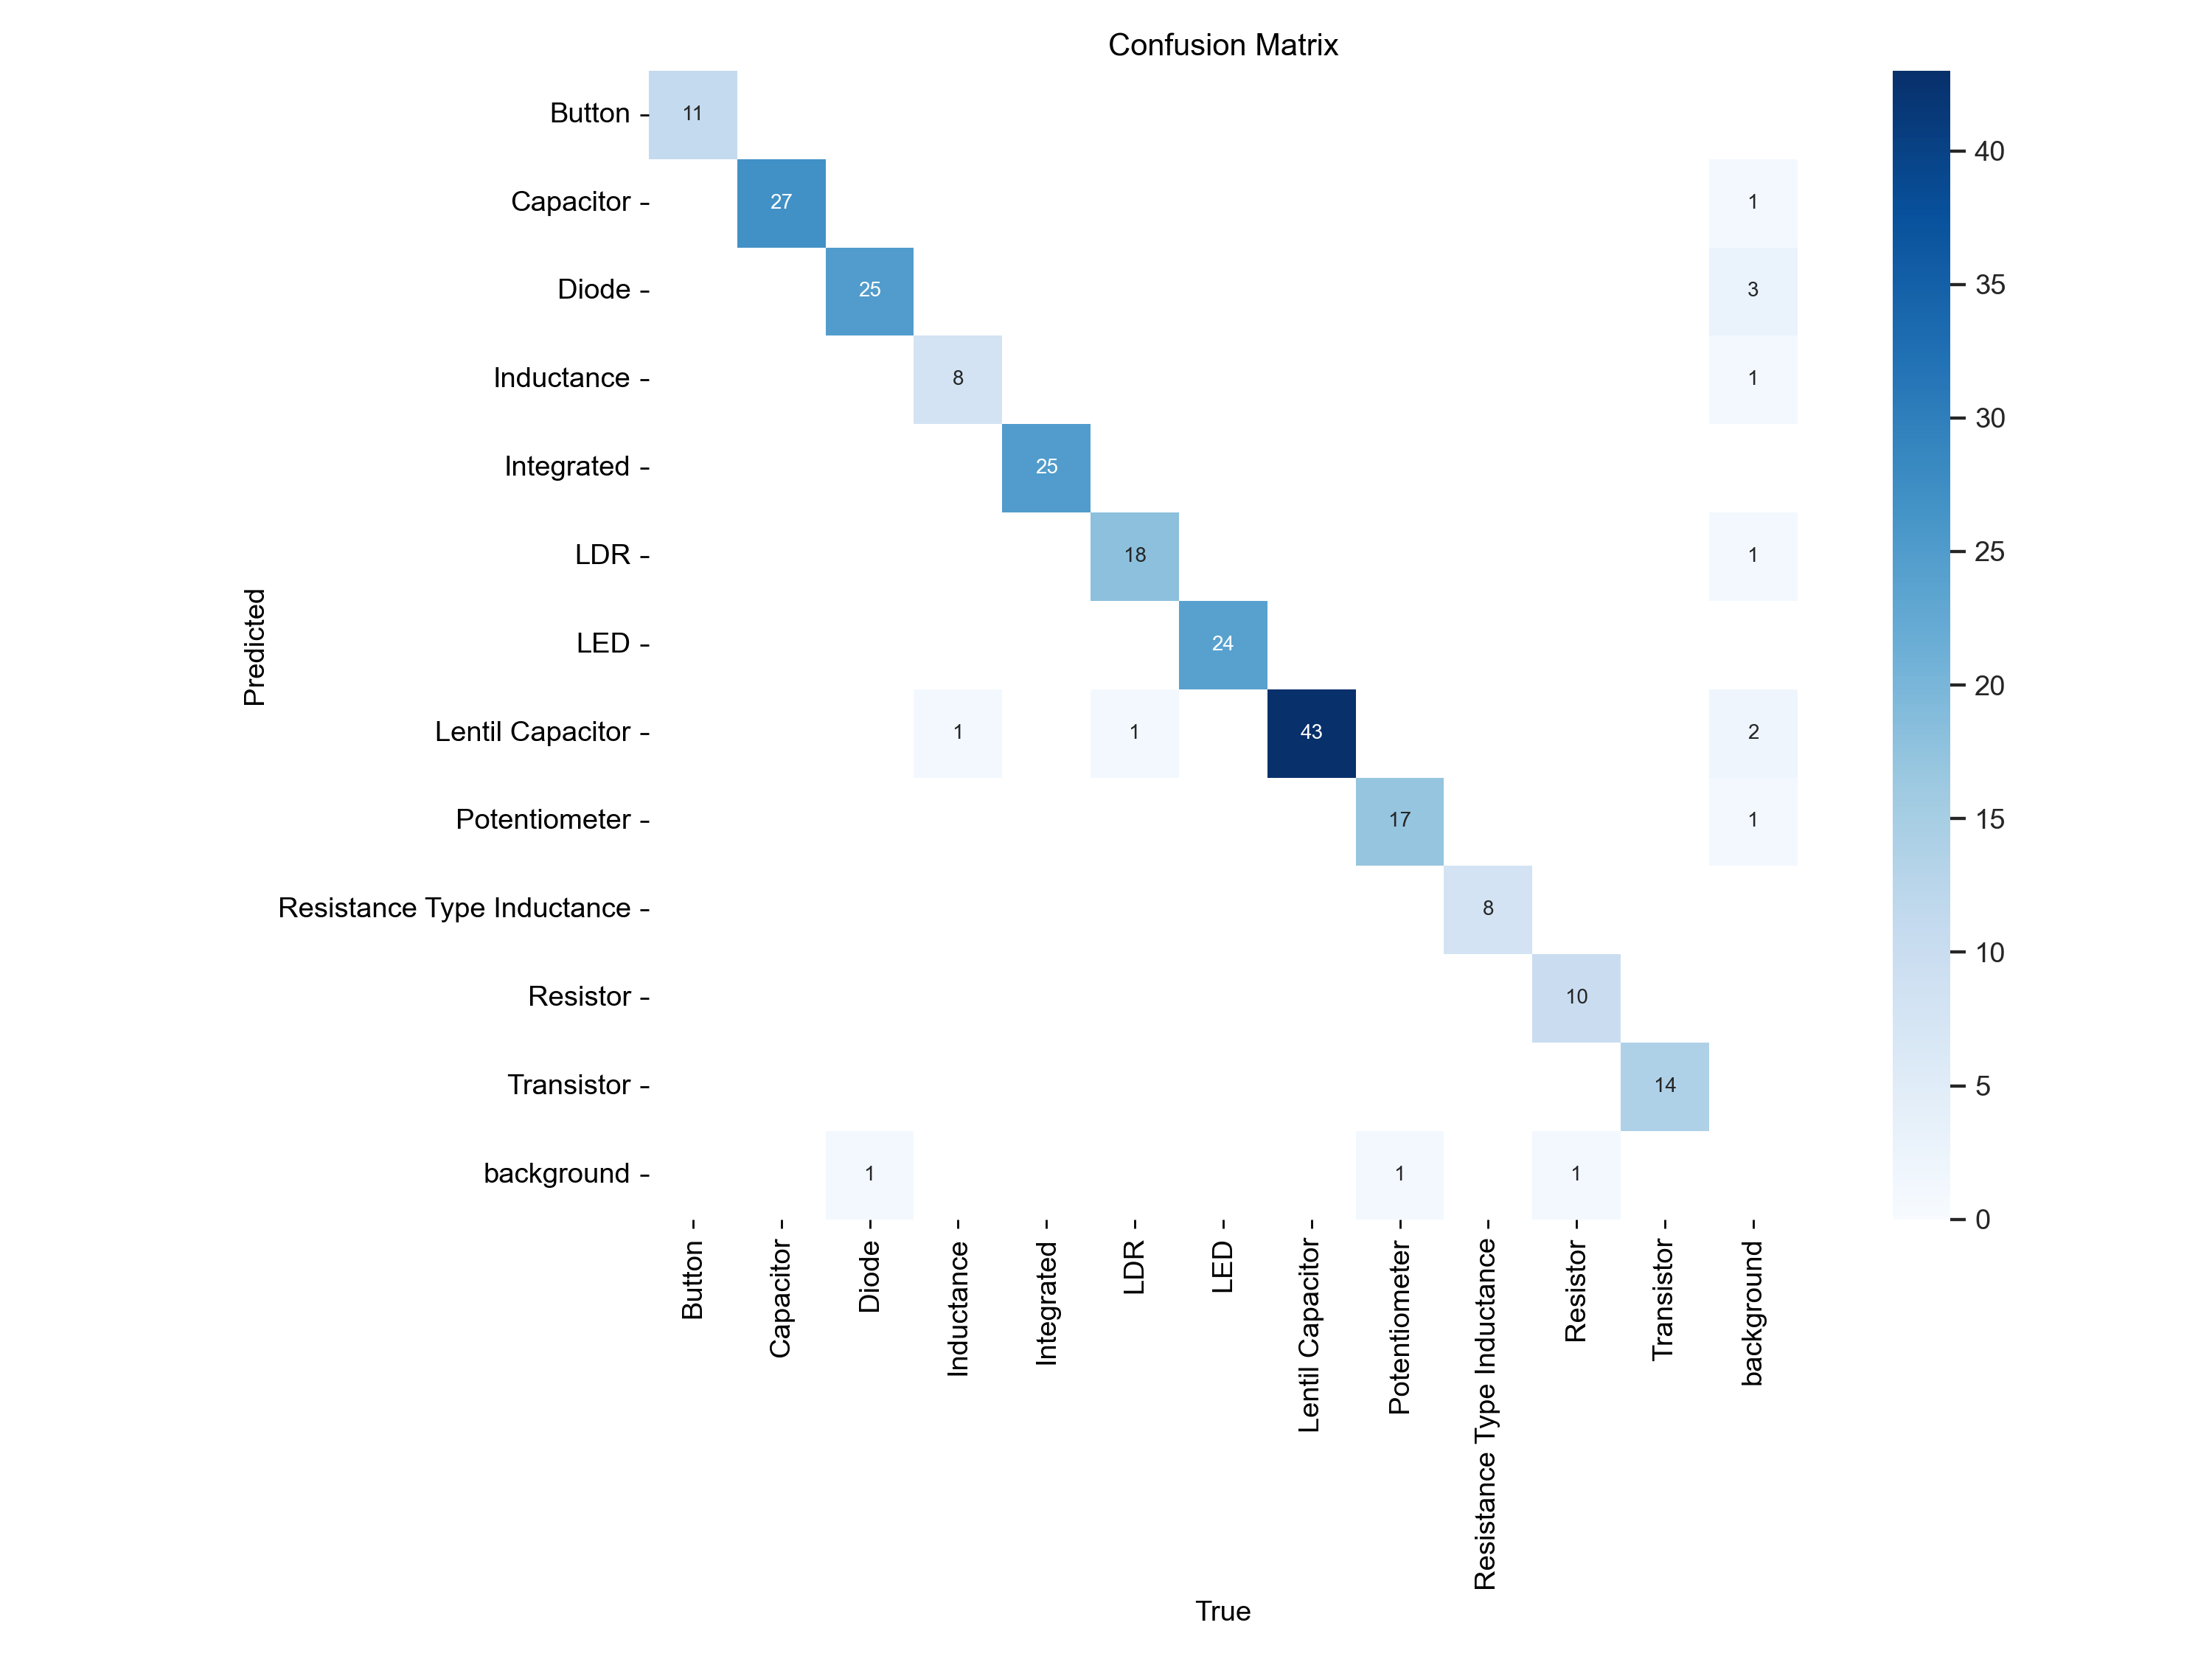 Confusion Matrix
Predicted
Button 11
Capacitor 27 1
Diode 25 3
Inductance 8 1
Integrated 25
LDR 18 1
LED 24
Lentil Capacitor 1 1 43 2
Potentiometer 17 1
Resistance Type Inductance 8
Resistor 10
Transistor 14
background 1 1 1
Button
Capacitor
Diode
Inductance
Integrated
LDR
LED
Lentil Capacitor
Potentiometer
Resistance Type Inductance
Resistor
Transistor
background
True
40
35
30
25
20
15
10
5
0